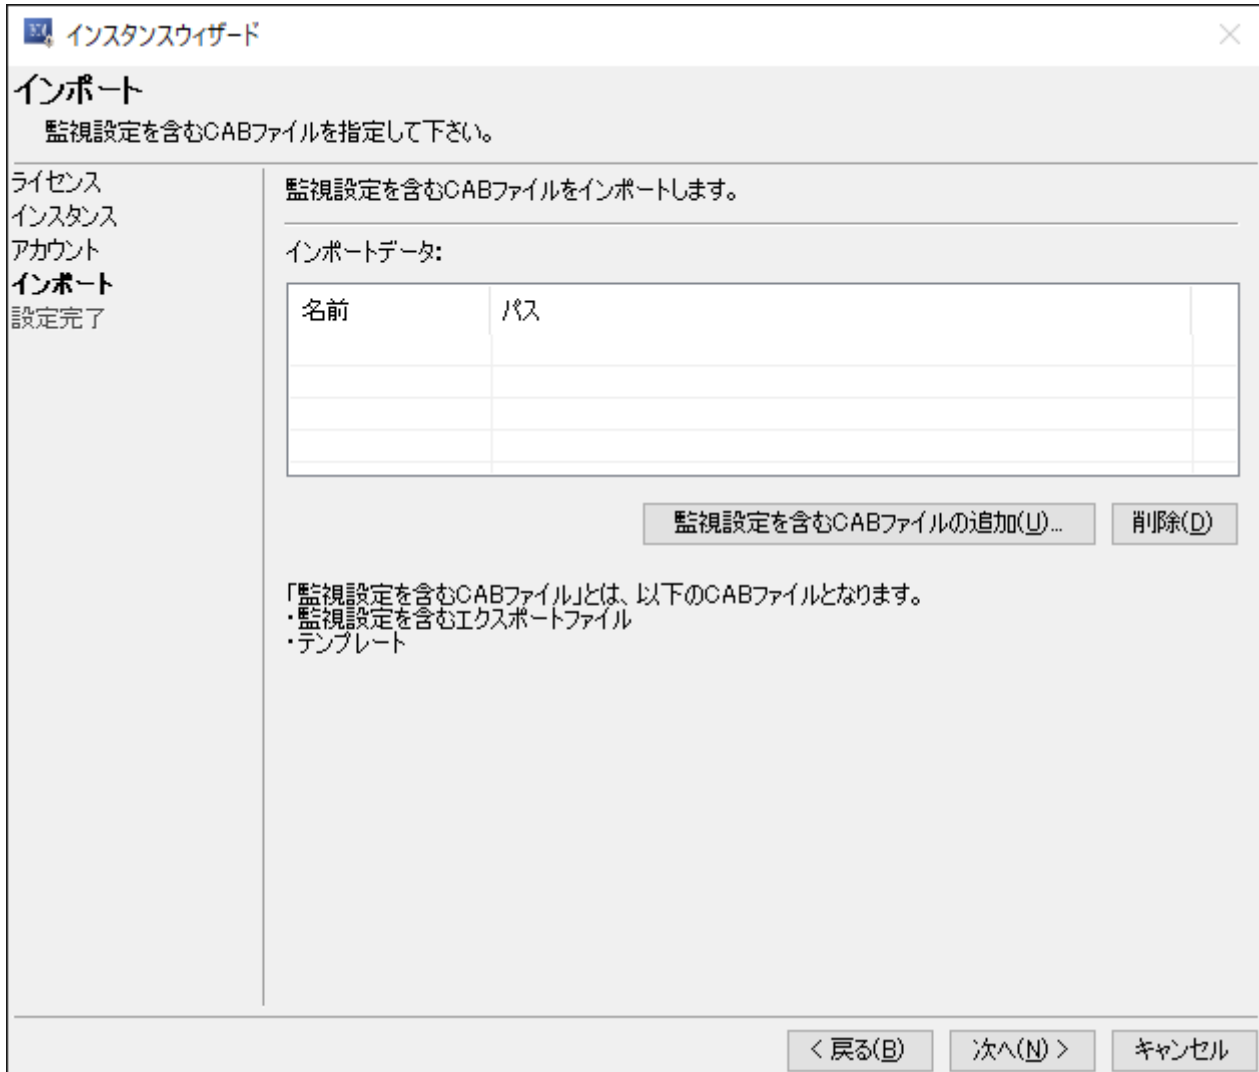 インスタンスウィザード
インポート
監視設定を含むCABファイルを指定して下さい。
ライセンス
インスタンス
アカウント
インポート
設定完了
監視設定を含むCABファイルをインポートします。
インポートデータ:
名前 パス
監視設定を含むCABファイルの追加(U)... 削除(D)
「監視設定を含むCABファイル」とは、以下のCABファイルとなります。
・監視設定を含むエクスポートファイル
・テンプレート
< 戻る(B) 次へ(N) > キャンセル